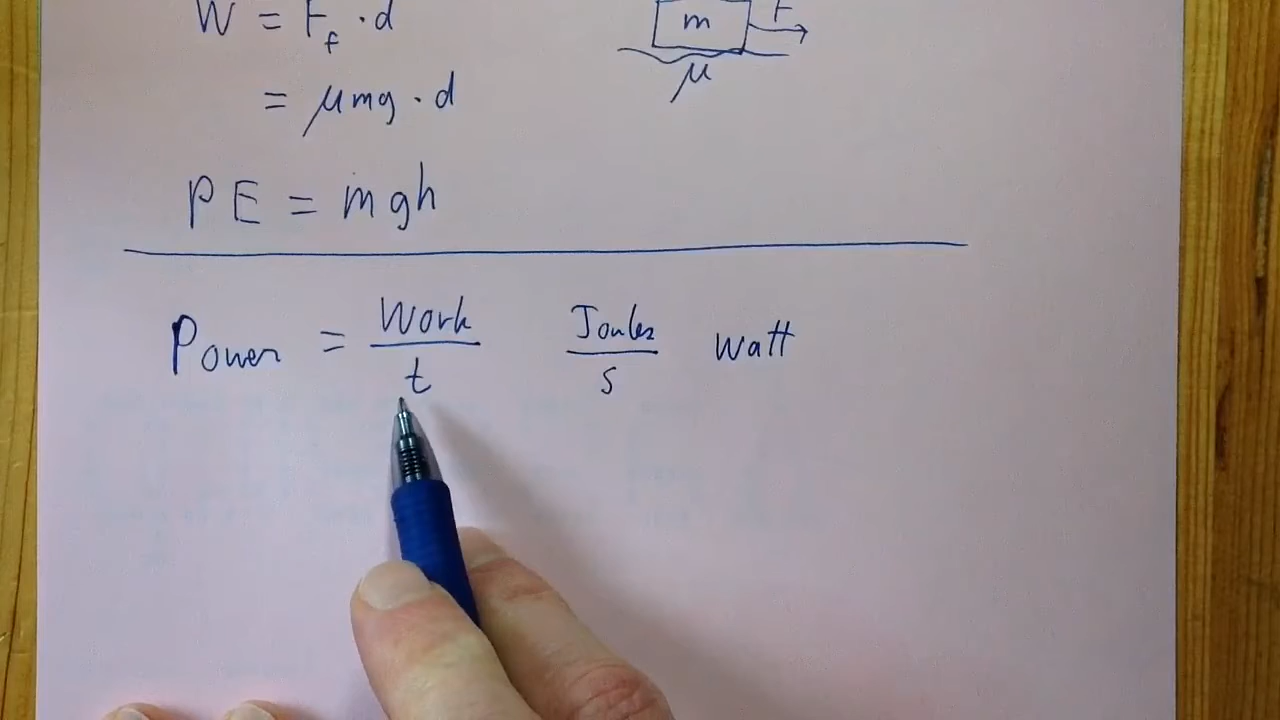 W = F_f · d
m F
μ
= μmg · d
PE = mgh
Power = Work / t Joules / s Watt